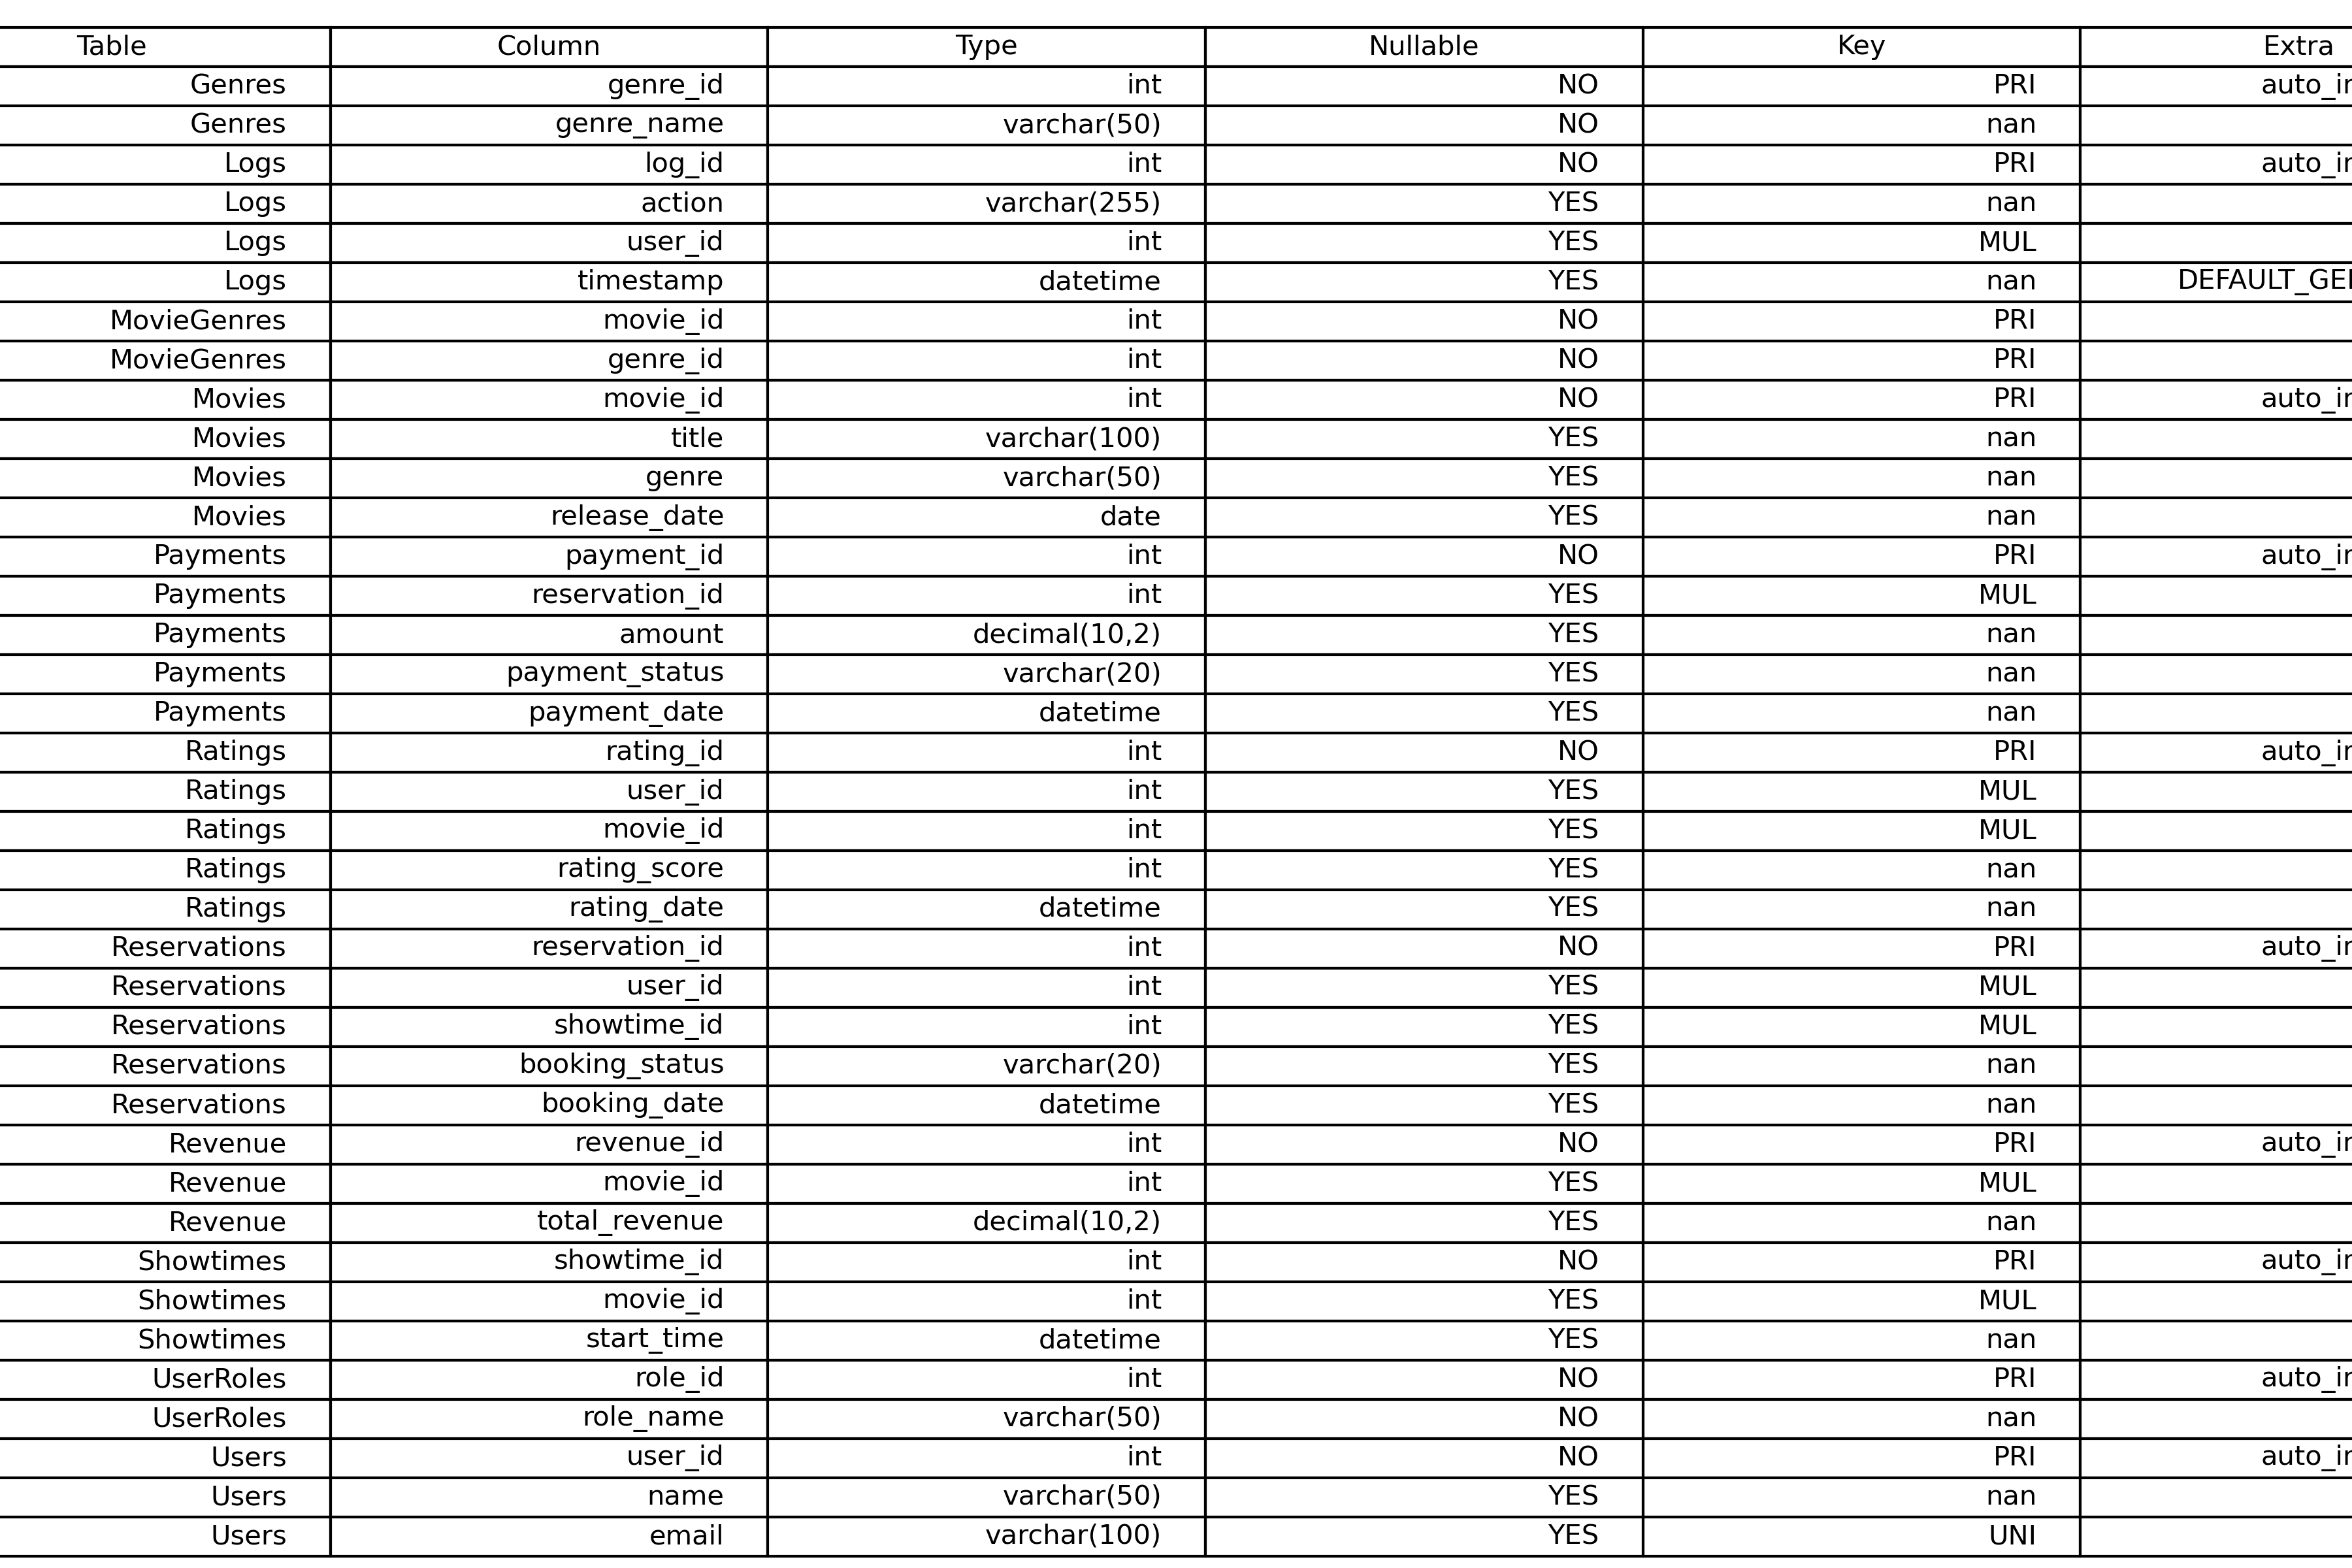 Table Column Type Nullable Key Extra
Genres genre_id int NO PRI auto_in
Genres genre_name varchar(50) NO nan
Logs log_id int NO PRI auto_in
Logs action varchar(255) YES nan
Logs user_id int YES MUL
Logs timestamp datetime YES nan DEFAULT_GE
MovieGenres movie_id int NO PRI
MovieGenres genre_id int NO PRI
Movies movie_id int NO PRI auto_in
Movies title varchar(100) YES nan
Movies genre varchar(50) YES nan
Movies release_date date YES nan
Payments payment_id int NO PRI auto_in
Payments reservation_id int YES MUL
Payments amount decimal(10,2) YES nan
Payments payment_status varchar(20) YES nan
Payments payment_date datetime YES nan
Ratings rating_id int NO PRI auto_in
Ratings user_id int YES MUL
Ratings movie_id int YES MUL
Ratings rating_score int YES nan
Ratings rating_date datetime YES nan
Reservations reservation_id int NO PRI auto_in
Reservations user_id int YES MUL
Reservations showtime_id int YES MUL
Reservations booking_status varchar(20) YES nan
Reservations booking_date datetime YES nan
Revenue revenue_id int NO PRI auto_in
Revenue movie_id int YES MUL
Revenue total_revenue decimal(10,2) YES nan
Showtimes showtime_id int NO PRI auto_in
Showtimes movie_id int YES MUL
Showtimes start_time datetime YES nan
UserRoles role_id int NO PRI auto_in
UserRoles role_name varchar(50) NO nan
Users user_id int NO PRI auto_in
Users name varchar(50) YES nan
Users email varchar(100) YES UNI